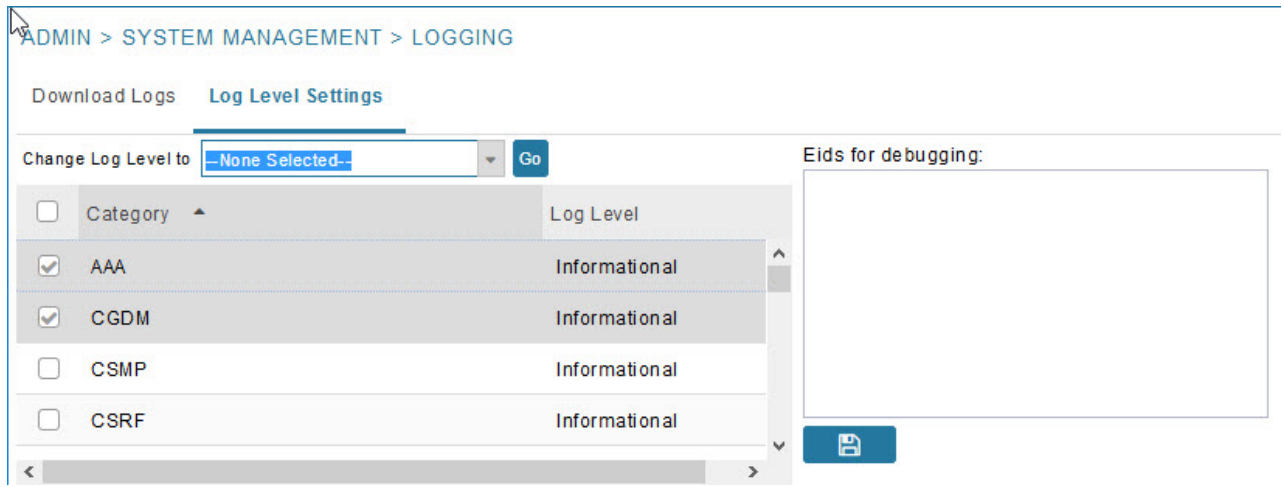 ADMIN > SYSTEM MANAGEMENT > LOGGING
Download Logs Log Level Settings
Change Log Level to --None Selected-- Go
Eids for debugging:
Category Log Level
AAA Informational
CGDM Informational
CSMP Informational
CSRF Informational